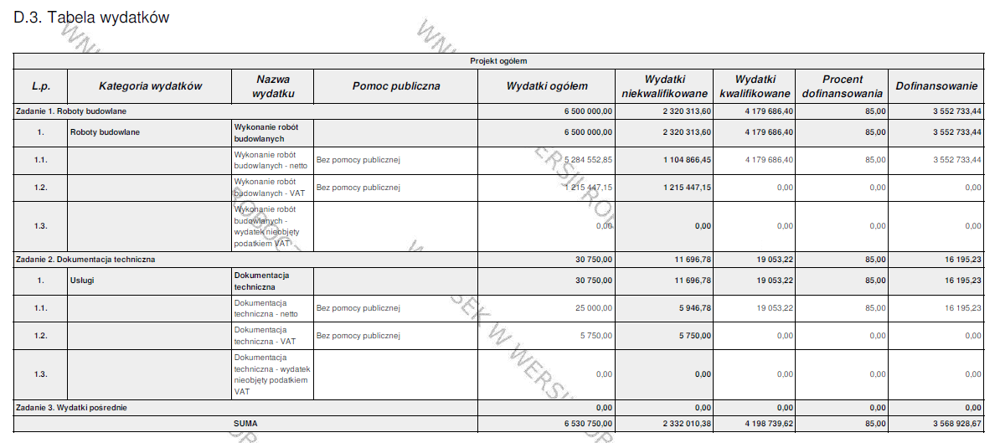 D.3. Tabela wydatków
Projekt ogółem
L.p. Kategoria wydatków Nazwa wydatku Pomoc publiczna Wydatki ogółem Wydatki niekwalifikowane Wydatki kwalifikowane Procent dofinansowania Dofinansowanie
Zadanie 1. Roboty budowlane 6 500 000,00 2 320 313,60 4 179 686,40 85,00 3 552 733,44
1. Roboty budowlane Wykonanie robót budowlanych 6 500 000,00 2 320 313,60 4 179 686,40 85,00 3 552 733,44
1.1. Wykonanie robót budowlanych - netto Bez pomocy publicznej 5 284 552,85 1 104 866,45 4 179 686,40 85,00 3 552 733,44
1.2. Wykonanie robót budowlanych - VAT Bez pomocy publicznej 1 215 447,15 1 215 447,15 0,00 0,00 0,00
1.3. Wykonanie robót budowlanych - wydatek nieobjęty podatkiem VAT 0,00 0,00 0,00 0,00 0,00
Zadanie 2. Dokumentacja techniczna 30 750,00 11 696,78 19 053,22 85,00 16 195,23
1. Usługi Dokumentacja techniczna 30 750,00 11 696,78 19 053,22 85,00 16 195,23
1.1. Dokumentacja techniczna - netto Bez pomocy publicznej 25 000,00 5 946,78 19 053,22 85,00 16 195,23
1.2. Dokumentacja techniczna - VAT Bez pomocy publicznej 5 750,00 5 750,00 0,00 0,00 0,00
1.3. Dokumentacja techniczna - wydatek nieobjęty podatkiem VAT 0,00 0,00 0,00 0,00 0,00
Zadanie 3. Wydatki pośrednie 0,00 0,00 0,00 0,00 0,00
SUMA 6 530 750,00 2 332 010,38 4 198 739,62 85,00 3 568 928,67